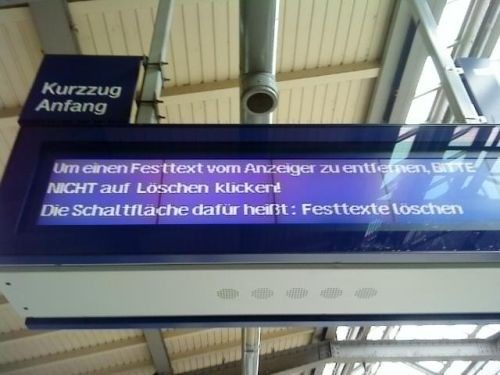 Kurzzug
Anfang
Um einen Festtext vom Anzeiger zu entfernen, BITTE
NICHT auf Löschen klicken!
Die Schaltfläche dafür heißt: Festtexte löschen